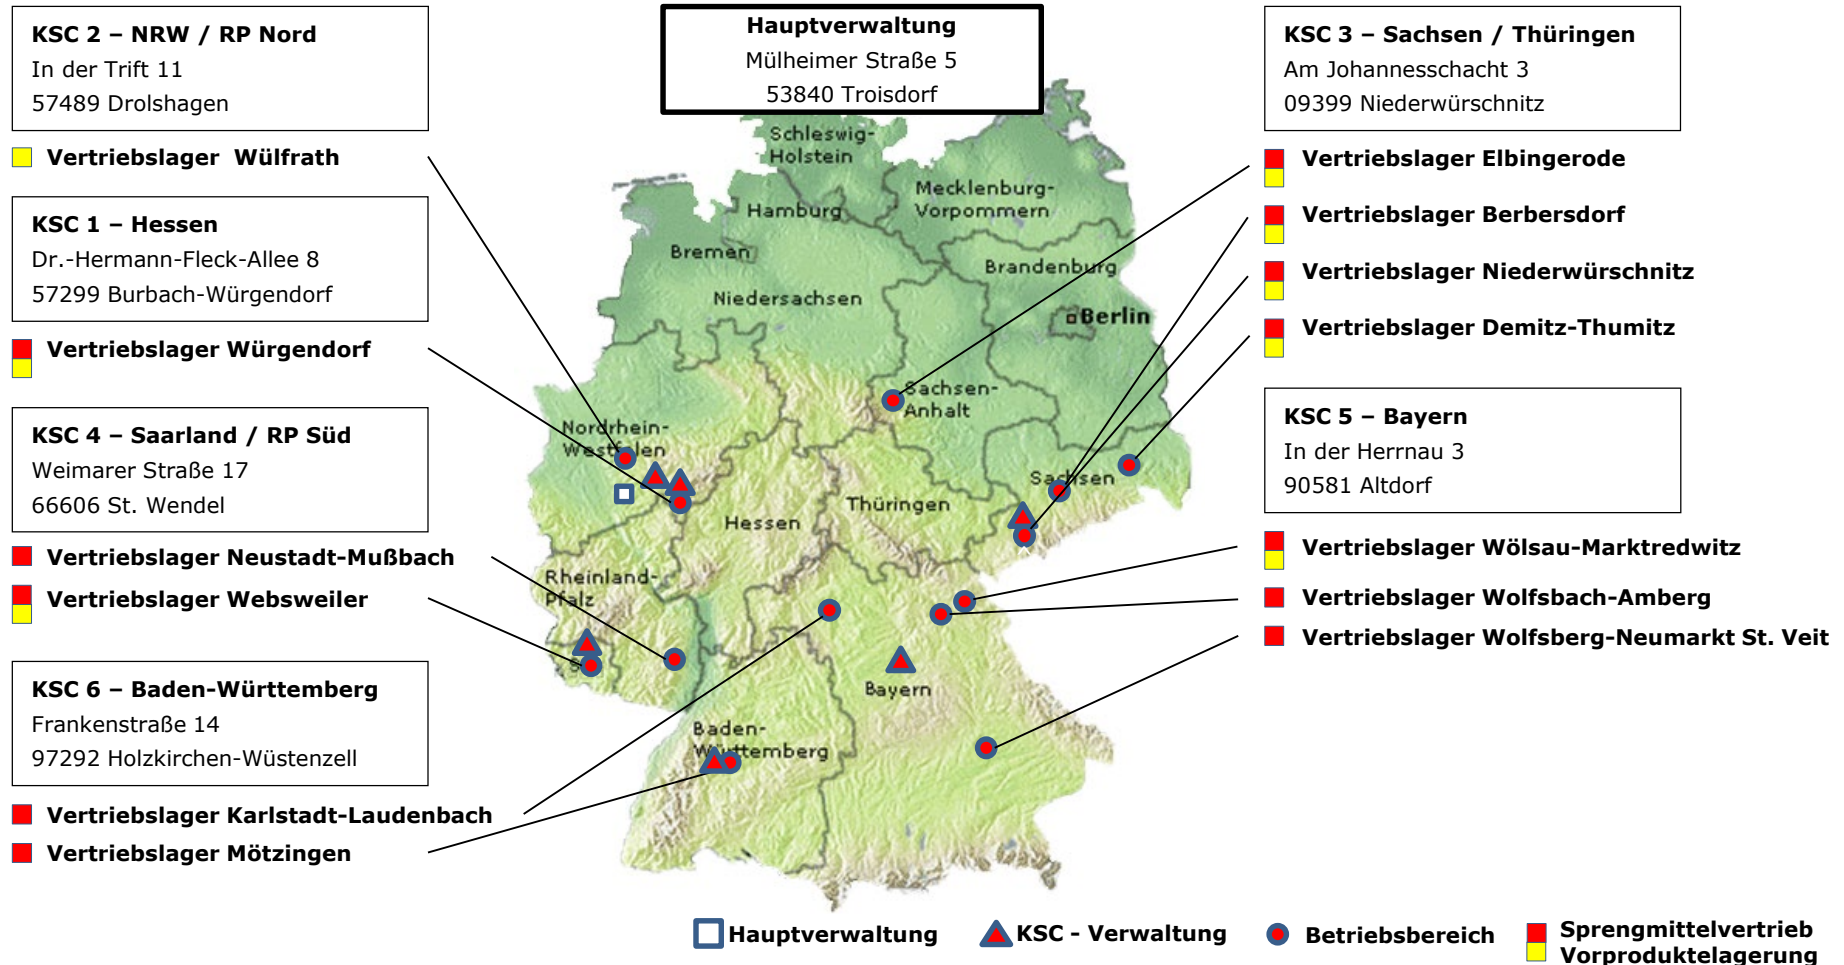 Hauptverwaltung
Mülheimer Straße 5
53840 Troisdorf
KSC 2 – NRW / RP Nord
In der Trift 11
57489 Drolshagen
Vertriebslager Wülfrath
KSC 1 – Hessen
Dr.-Hermann-Fleck-Allee 8
57299 Burbach-Würgendorf
Vertriebslager Würgendorf
KSC 4 – Saarland / RP Süd
Weimarer Straße 17
66606 St. Wendel
Vertriebslager Neustadt-Mußbach
Vertriebslager Websweiler
KSC 6 – Baden-Württemberg
Frankenstraße 14
97292 Holzkirchen-Wüstenzell
Vertriebslager Karlstadt-Laudenbach
Vertriebslager Mötzingen
Schleswig-
Holstein
Mecklenburg-
Vorpommern
Hamburg
Bremen
Brandenburg
Niedersachsen
Berlin
Sachsen-
Anhalt
Nordrhein-
Westfalen
Sachsen
Thüringen
Hessen
Rheinland-
Pfalz
Bayern
Baden-
Württemberg
KSC 3 – Sachsen / Thüringen
Am Johannesschacht 3
09399 Niederwürschnitz
Vertriebslager Elbingerode
Vertriebslager Berbersdorf
Vertriebslager Niederwürschnitz
Vertriebslager Demitz-Thumitz
KSC 5 – Bayern
In der Herrnau 3
90581 Altdorf
Vertriebslager Wölsau-Marktredwitz
Vertriebslager Wolfsbach-Amberg
Vertriebslager Wolfsberg-Neumarkt St. Veit
Hauptverwaltung
KSC - Verwaltung
Betriebsbereich
Sprengmittelvertrieb
Vorproduktelagerung